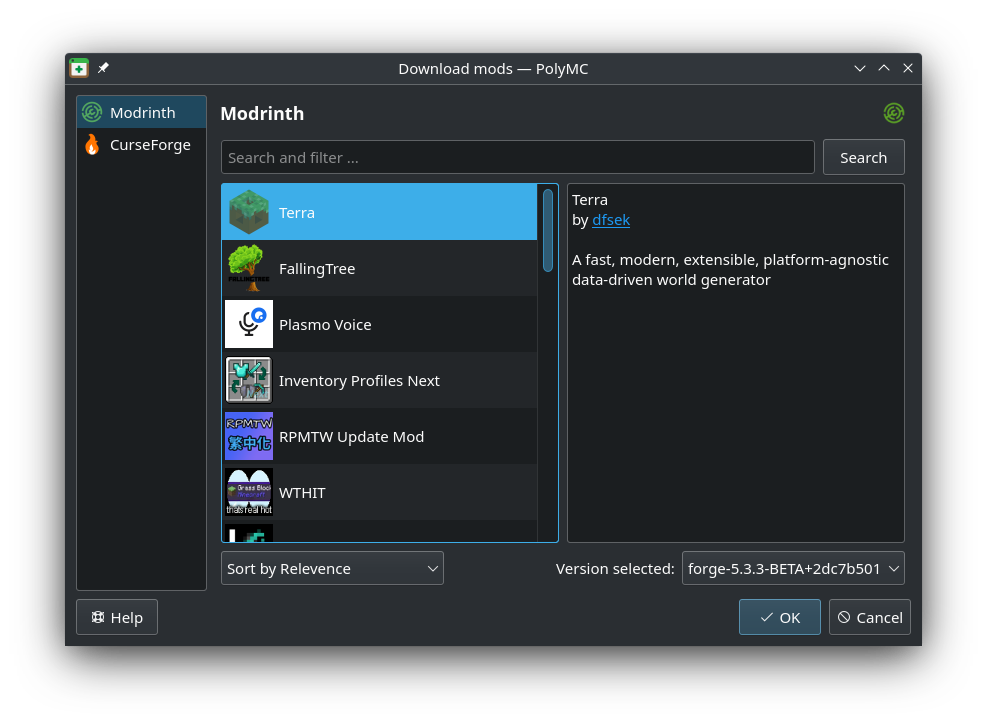 Download mods — PolyMC
Modrinth
CurseForge
Modrinth
Search and filter ...
Search
Terra
FallingTree
FALLINGTREE
Plasmo Voice
Inventory Profiles Next
RPMTW
繁中化
RPMTW Update Mod
Grass Block
Minecraft
thats real hot
WTHIT
Terra
by dfsek
A fast, modern, extensible, platform-agnostic
data-driven world generator
Sort by Relevence
Version selected:
forge-5.3.3-BETA+2dc7b501
Help
OK
Cancel